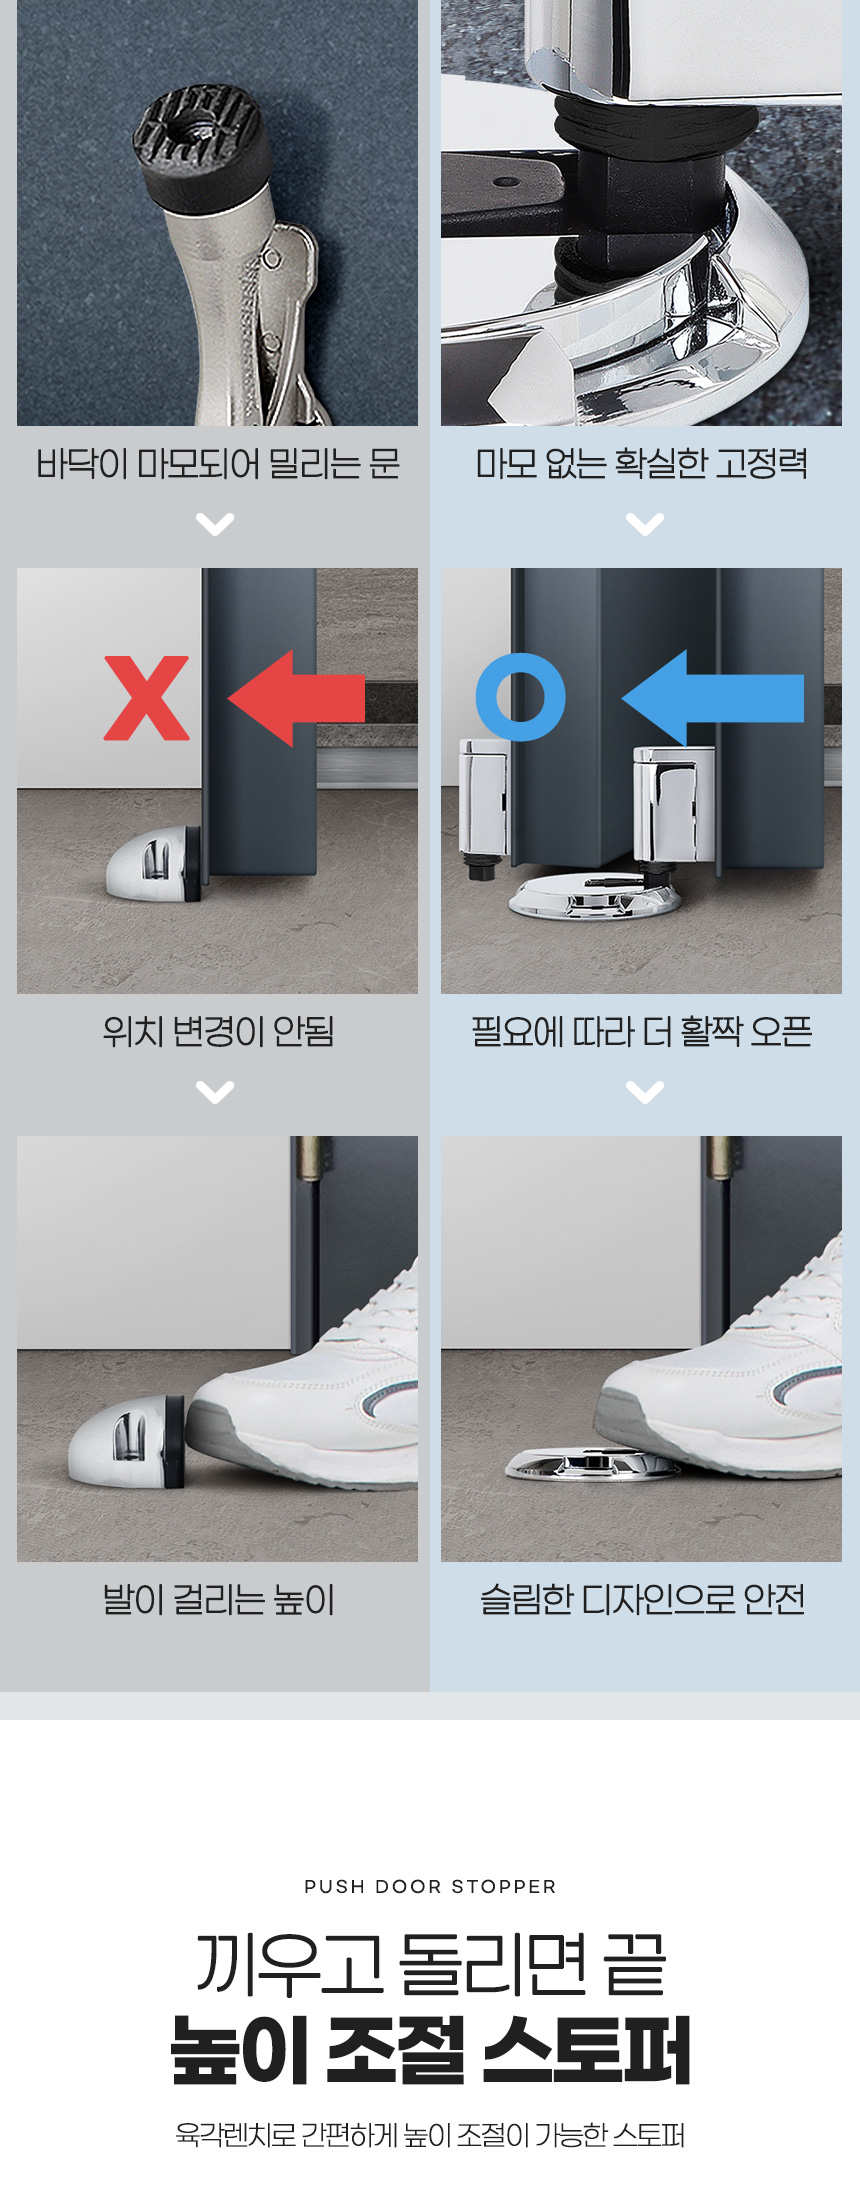 바닥이 마모되어 밀리는 문
마모 없는 확실한 고정력
X
위치 변경이 안됨
필요에 따라 더 활짝 오픈
발이 걸리는 높이
슬림한 디자인으로 안전
PUSH DOOR STOPPER
끼우고 돌리면 끝
높이 조절 스토퍼
육각렌치로 간편하게 높이 조절이 가능한 스토퍼